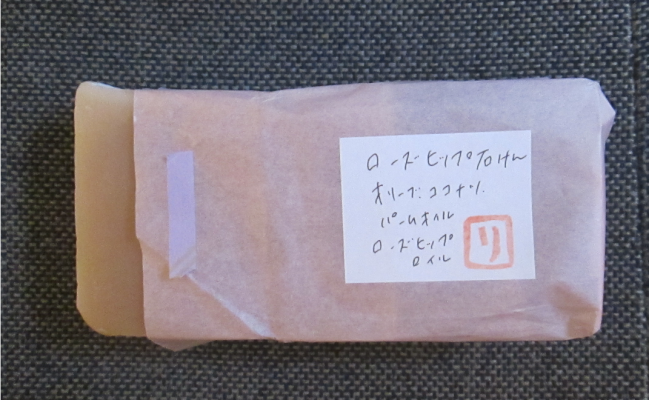 ローズヒップ石けん
オリーブ.ココナツ.
パームオイル
ローズヒップ
オイル
リ